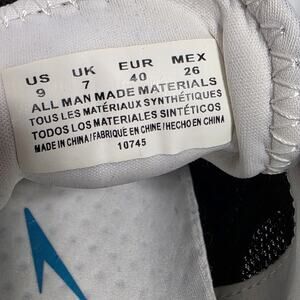 US UK EUR MEX
9 7 40 26
ALL MAN MADE MATERIALS
TOUS LES MATÉRIAUX SYNTHÉTIQUES
TODOS LOS MATERIALES SINTÉTICOS
MADE IN CHINA/FABRIQUÉ EN CHINE/HECHO EN CHINA
10745